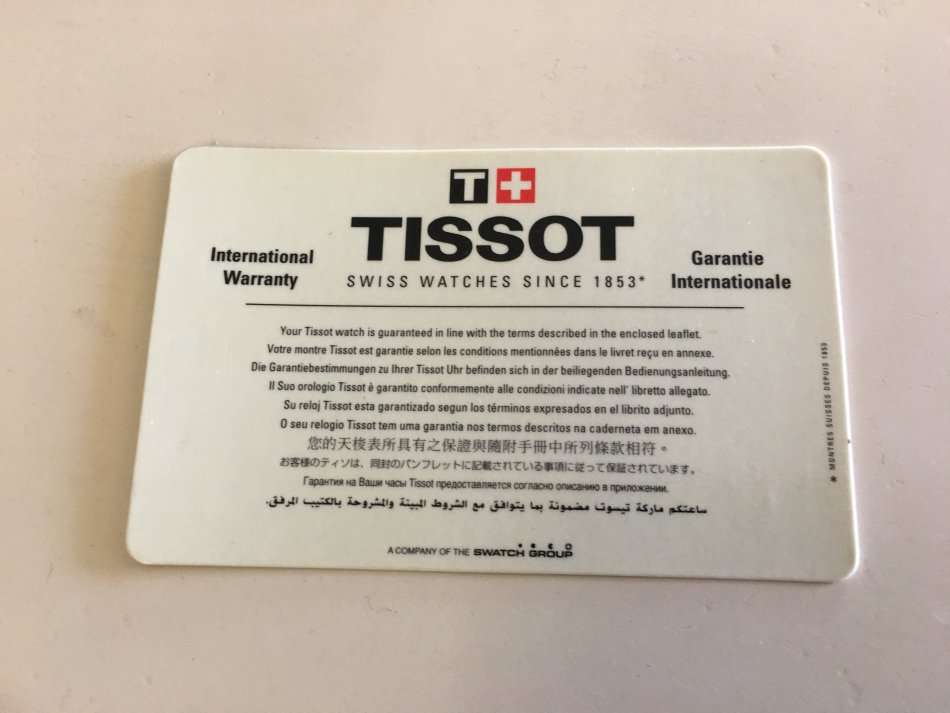 T+
TISSOT
SWISS WATCHES SINCE 1853*
International
Warranty
Garantie
Internationale
Your Tissot watch is guaranteed in line with the terms described in the enclosed leaflet.
Votre montre Tissot est garantie selon les conditions mentionnées dans le livret reçu en annexe.
Die Garantiebestimmungen zu Ihrer Tissot Uhr befinden sich in der beiliegenden Bedienungsanleitung.
Il Suo orologio Tissot è garantito conformemente alle condizioni indicate nell' libretto allegato.
Su reloj Tissot esta garantizado segun los términos expresados en el librito adjunto.
O seu relogio Tissot tem uma garantia nos termos descritos na caderneta em anexo.
您的天梭表所具有之保證與隨附手冊中所列條款相符。
お客様のティソは、同封のパンフレットに記載されている事項に従って保証されています。
Гарантия на Ваши часы Tissot предоставляется согласно описанию в приложении.
ساعتكم ماركة تيسوت مضمونة بما يتوافق مع الشروط المبينة والمشروحة بالكتيب المرفق.
A COMPANY OF THE SWATCH GROUP
* MONTRES SUISSES DEPUIS 1853